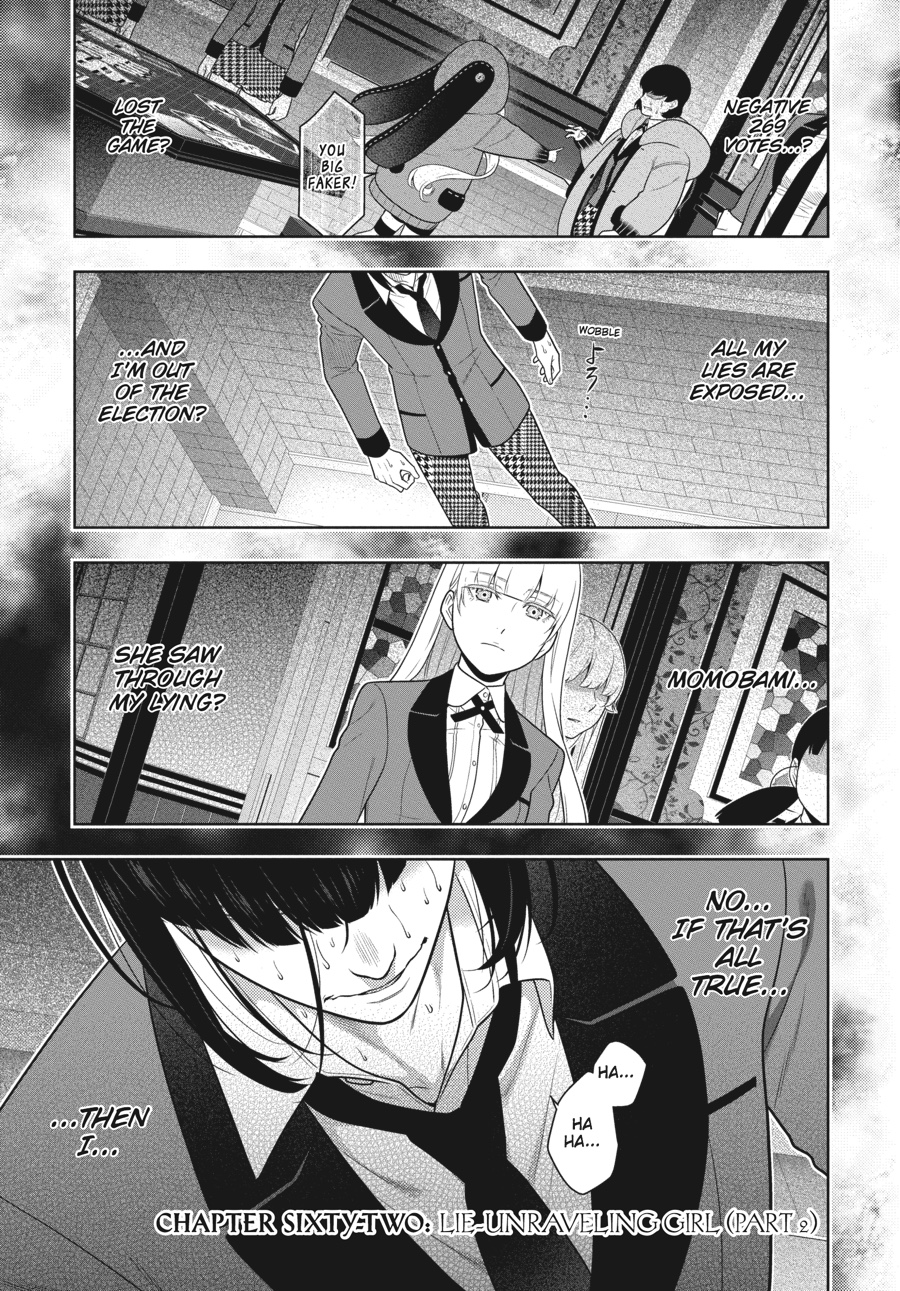 NEGATIVE
269
VOTES...?
YOU
BIG
FAKER!
LOST
THE
GAME?
ALL MY
LIES ARE
EXPOSED...
WOBBLE
よろ…
...AND
I'M OUT
OF THE
ELECTION?
MOMOBAMI...
SHE SAW
THROUGH
MY LYING?
NO...
IF THAT'S
ALL
TRUE...
HA...
HA
HA...
...THEN
I...
CHAPTER SIXTY-TWO: LIE-UNRAVELING GIRL (PART 2)